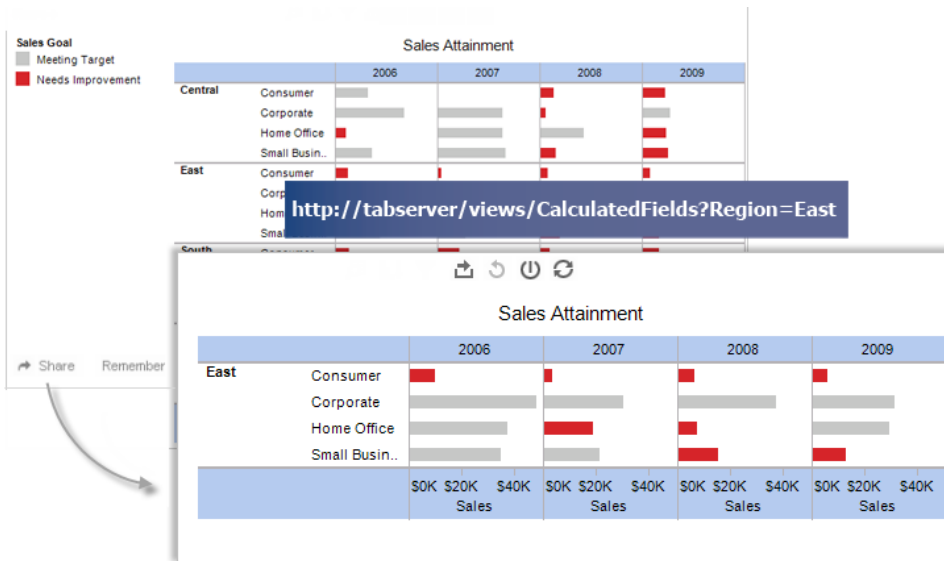 Sales Goal
Meeting Target
Needs Improvement
Sales Attainment
2006 2007 2008 2009
Central Consumer
Corporate
Home Office
Small Busin..
East Consumer
http://tabserver/views/CalculatedFields?Region=East
South
Share Remember
Sales Attainment
2006 2007 2008 2009
East Consumer
Corporate
Home Office
Small Busin..
$0K $20K $40K $0K $20K $40K $0K $20K $40K $0K $20K $40K
Sales Sales Sales Sales